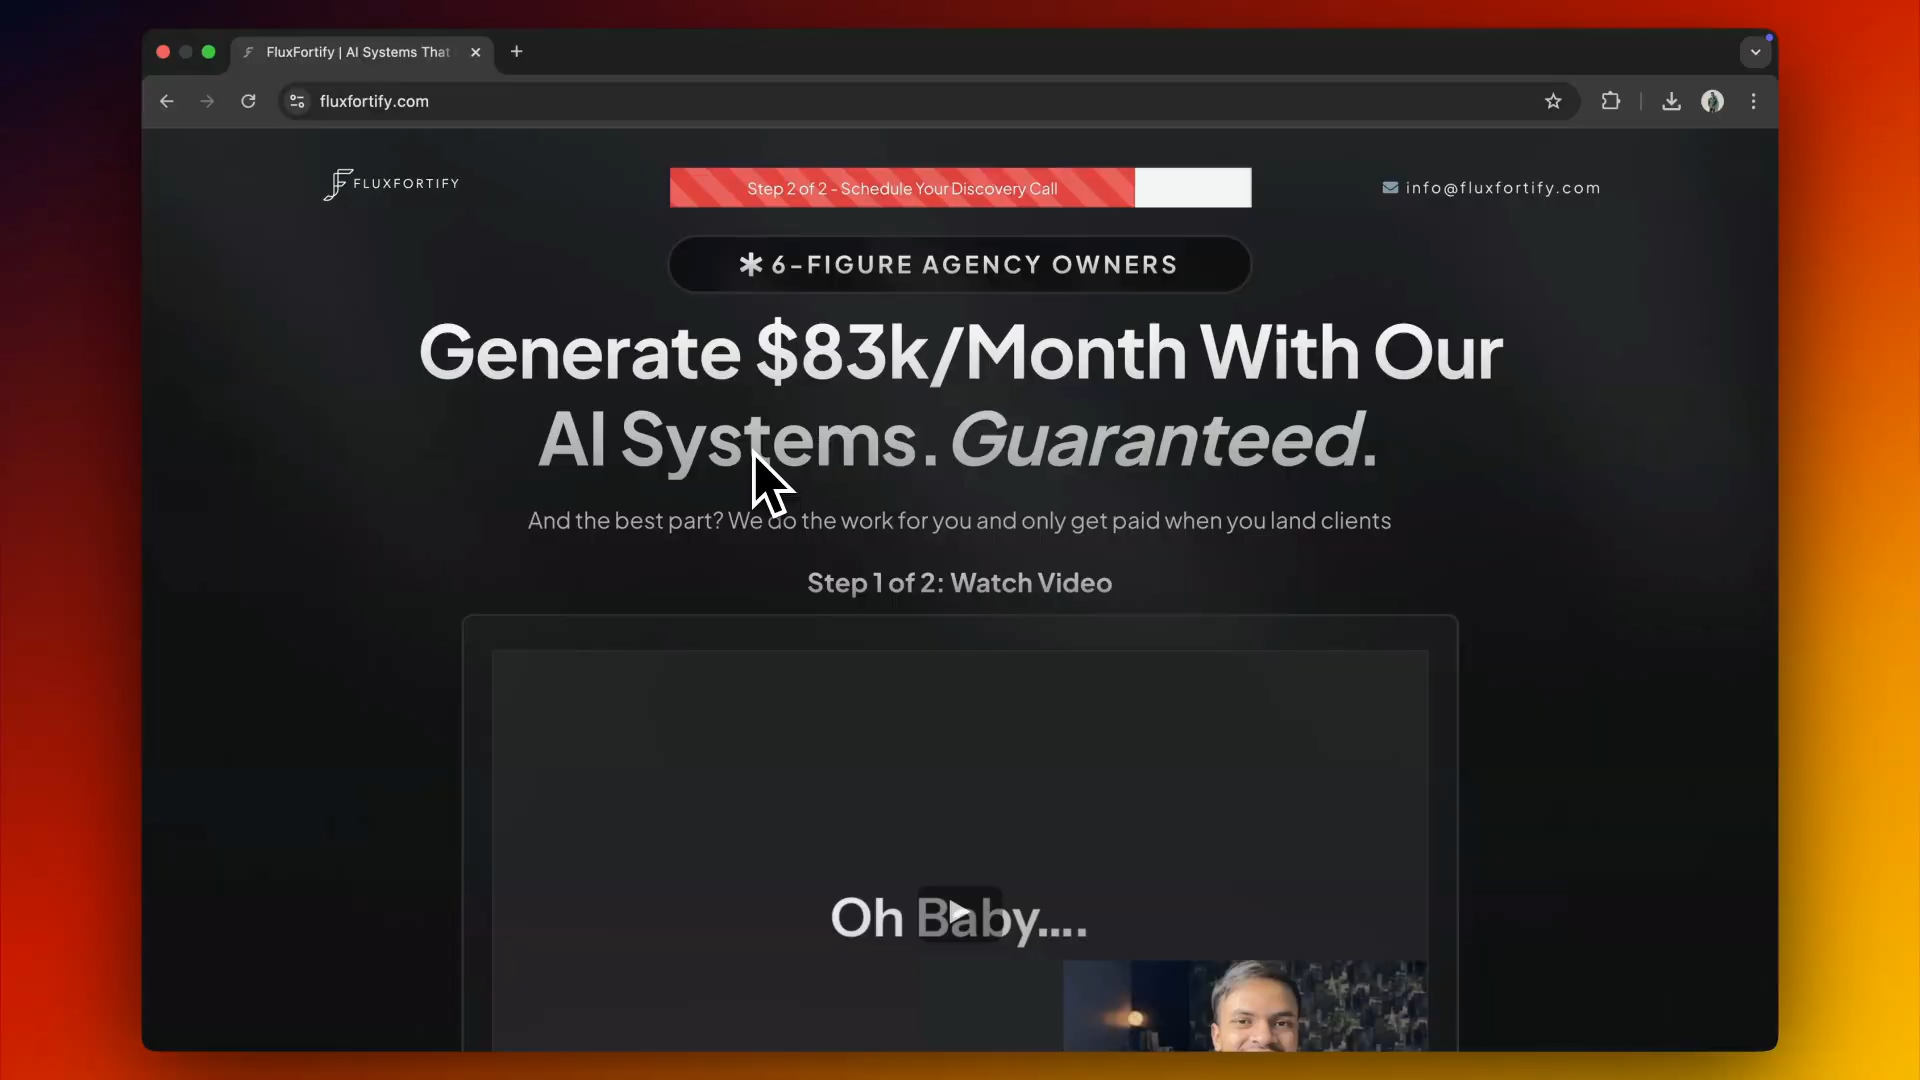 FluxFortify | AI Systems That
fluxfortify.com
FLUXFORTIFY
Step 2 of 2 - Schedule Your Discovery Call
info@fluxfortify.com
6-FIGURE AGENCY OWNERS
Generate $83k/Month With Our
AI Systems. Guaranteed.
And the best part? We do the work for you and only get paid when you land clients
Step 1 of 2: Watch Video
Oh Baby....